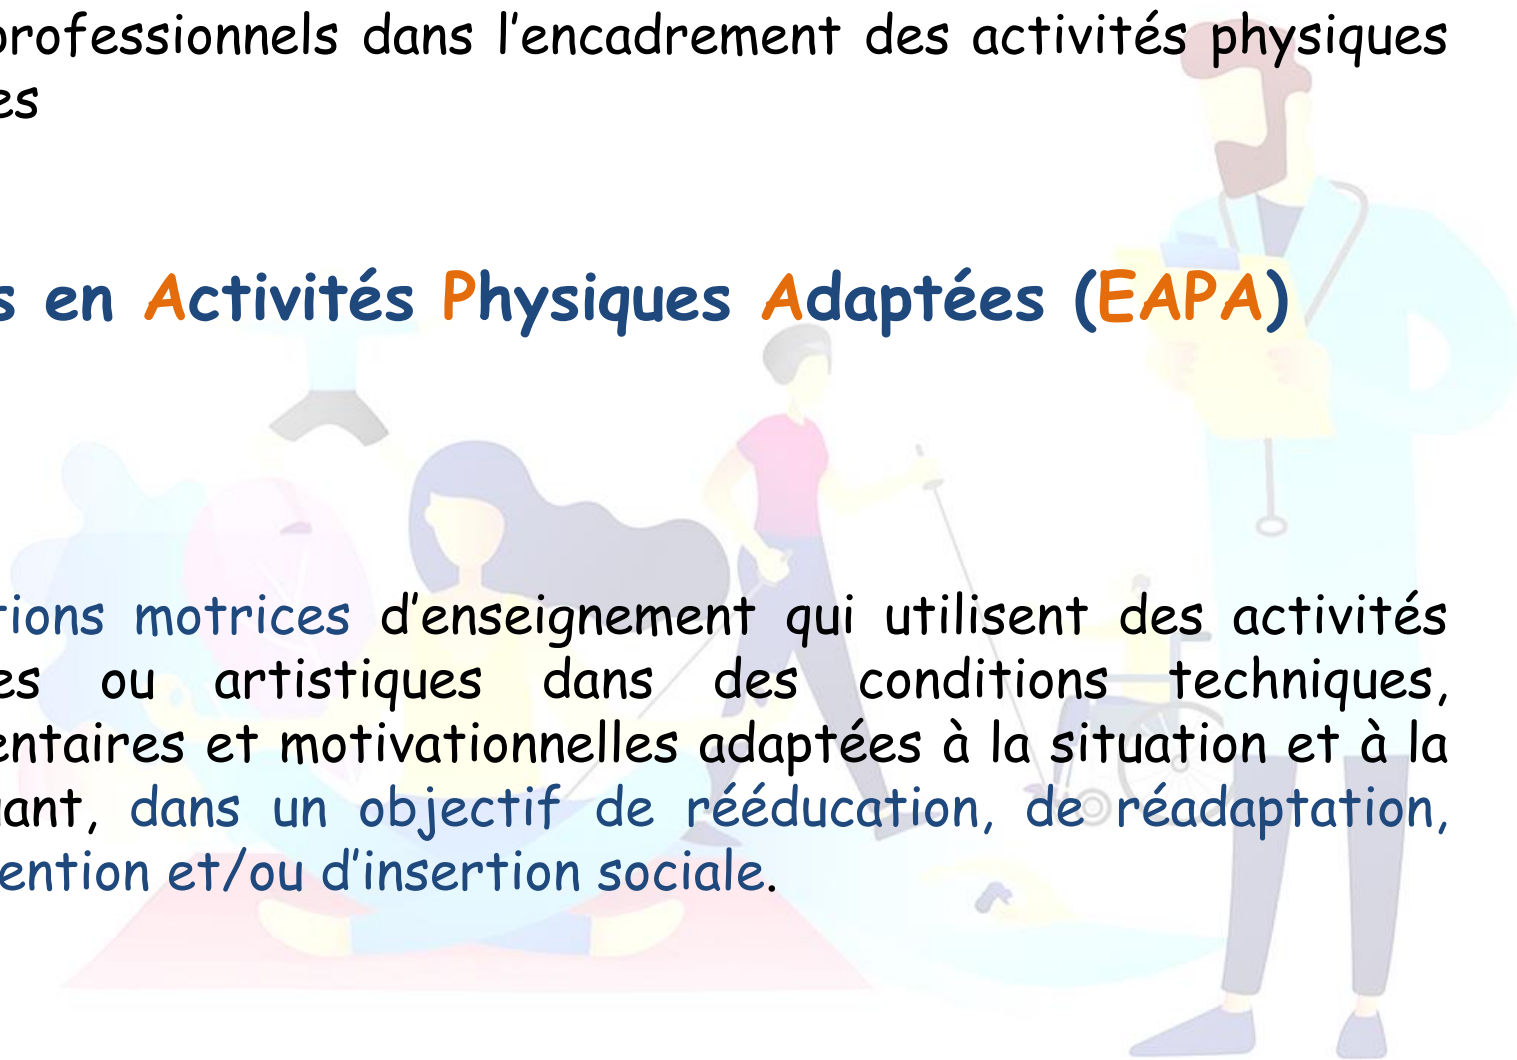 professionnels dans l’encadrement des activités physiques
es
s en Activités Physiques Adaptées (EAPA)
tions motrices d’enseignement qui utilisent des activités
es ou artistiques dans des conditions techniques,
entaires et motivationnelles adaptées à la situation et à la
uant, dans un objectif de rééducation, de réadaptation,
ention et/ou d’insertion sociale.